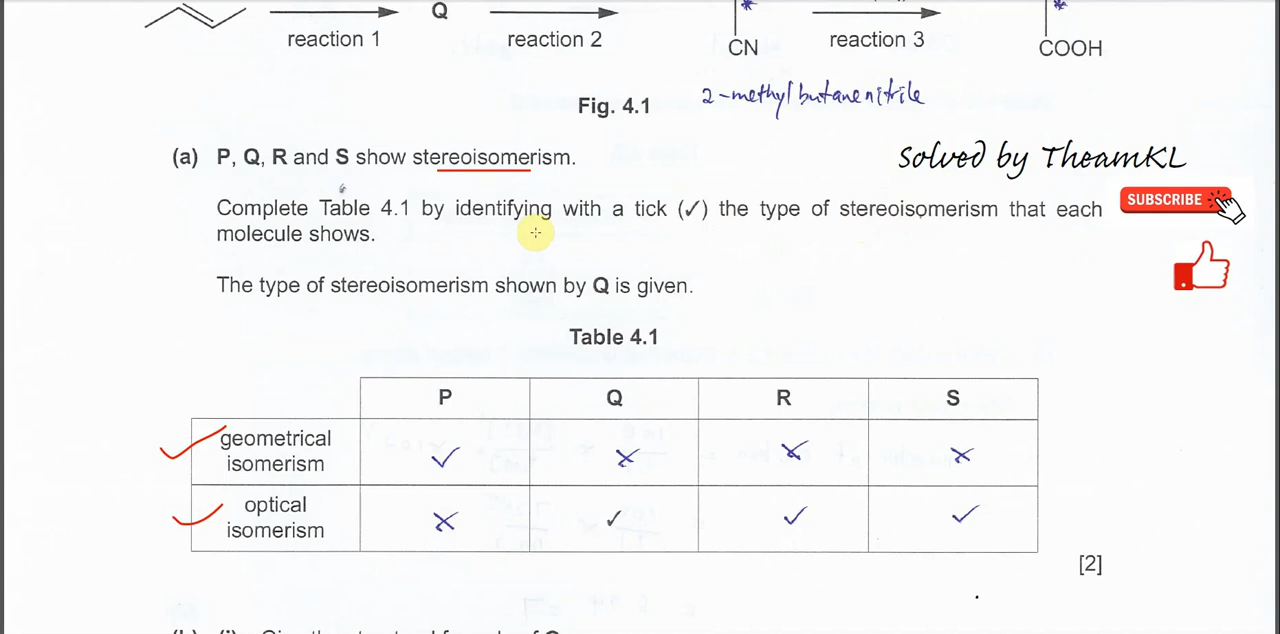 Q
reaction 1
reaction 2
CN
reaction 3
COOH
Fig. 4.1
2-methylbutanenitrile
(a) P, Q, R and S show stereoisomerism.
Solved by TheamKL
Complete Table 4.1 by identifying with a tick (✓) the type of stereoisomerism that each
molecule shows.
SUBSCRIBE
The type of stereoisomerism shown by Q is given.
Table 4.1
P Q R S
geometrical
isomerism
✓ ✗ ✗ ✗
optical
isomerism
✗ ✓ ✓ ✓
[2]